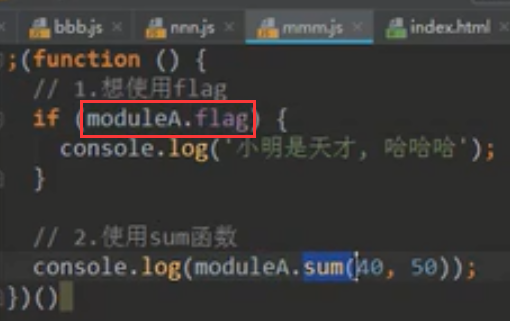 bbb.js × nnn.js × mmm.js × index.html ×
;(function () {
// 1.想使用flag
if (moduleA.flag) {
console.log('小明是天才, 哈哈哈');
}
// 2.使用sum函数
console.log(moduleA.sum(40, 50));
})()